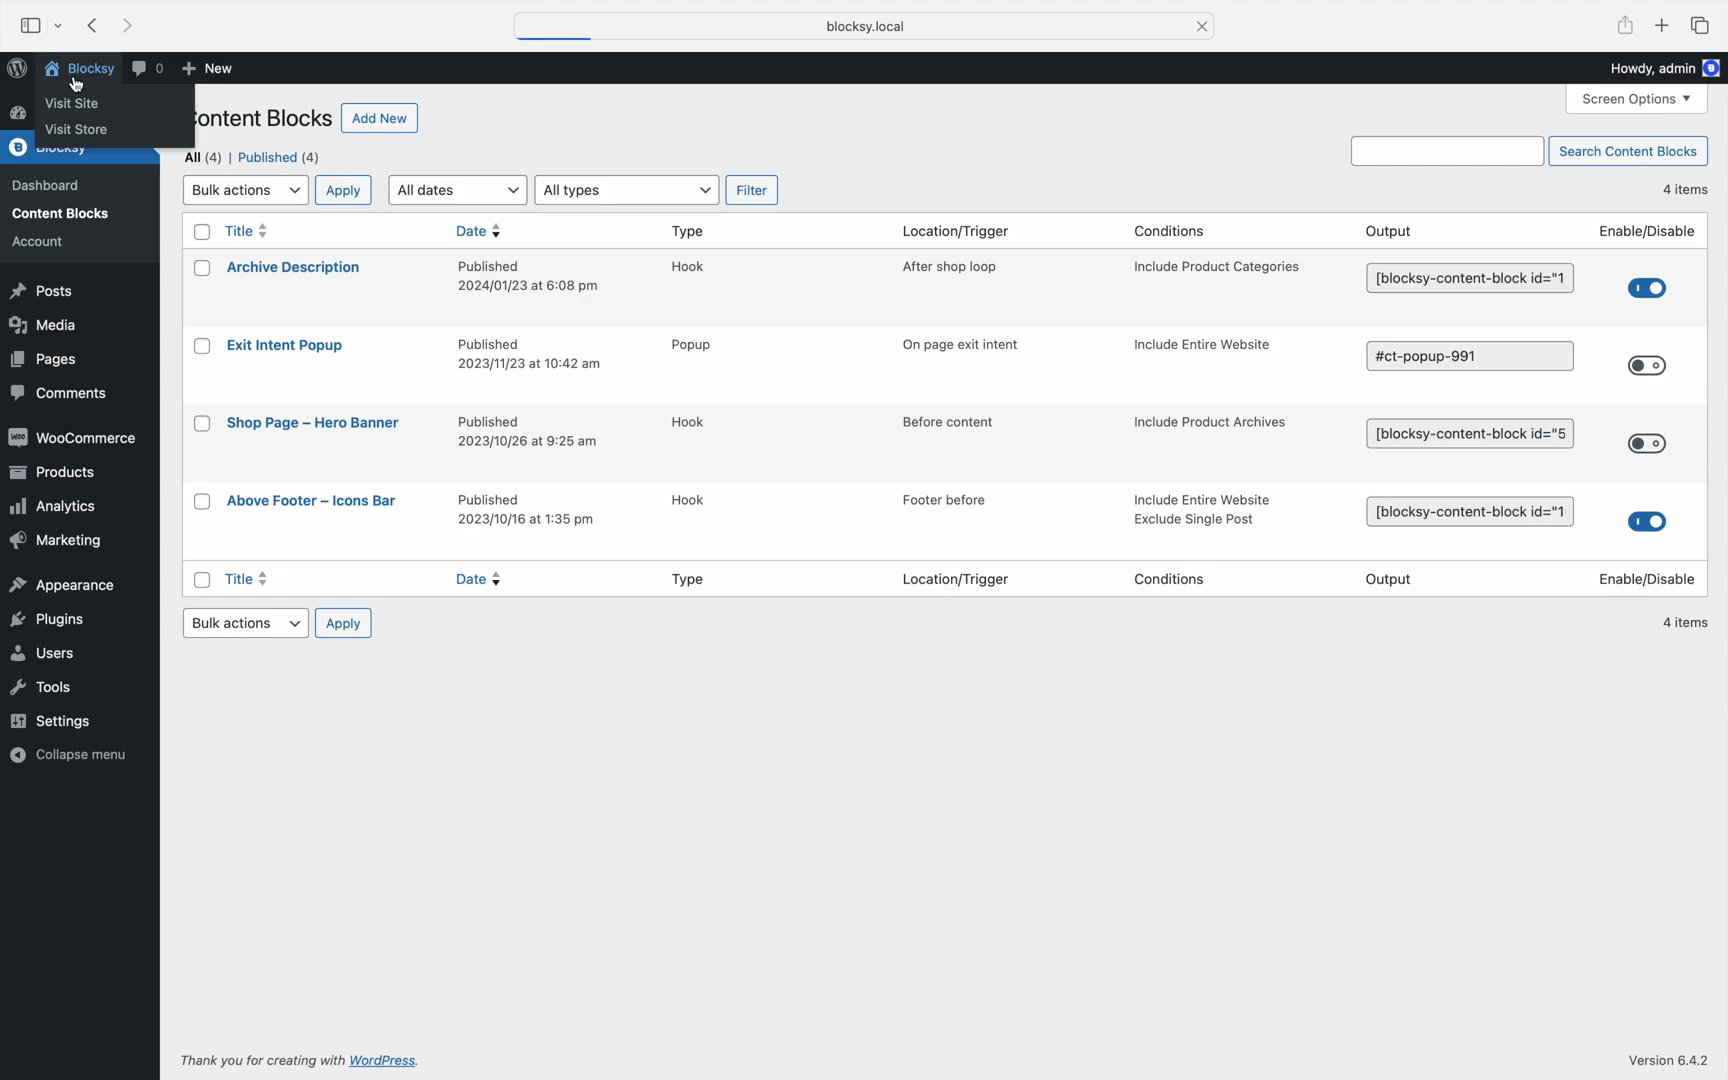 blocksy.local
Blocksy 0 New Howdy, admin
Visit Site
Visit Store
Screen Options
Content Blocks Add New
Blocksy
All (4) | Published (4)
Search Content Blocks
Bulk actions Apply All dates All types Filter 4 items
Dashboard
Content Blocks
Account
Posts
Media
Pages
Comments
WooCommerce
Products
Analytics
Marketing
Appearance
Plugins
Users
Tools
Settings
Collapse menu
Title Date Type Location/Trigger Conditions Output Enable/Disable
Archive Description Published Hook After shop loop Include Product Categories [blocksy-content-block id="1
2024/01/23 at 6:08 pm
Exit Intent Popup Published Popup On page exit intent Include Entire Website #ct-popup-991
2023/11/23 at 10:42 am
Shop Page – Hero Banner Published Hook Before content Include Product Archives [blocksy-content-block id="5
2023/10/26 at 9:25 am
Above Footer – Icons Bar Published Hook Footer before Include Entire Website [blocksy-content-block id="1
2023/10/16 at 1:35 pm Exclude Single Post
Title Date Type Location/Trigger Conditions Output Enable/Disable
Bulk actions Apply 4 items
Thank you for creating with WordPress. Version 6.4.2